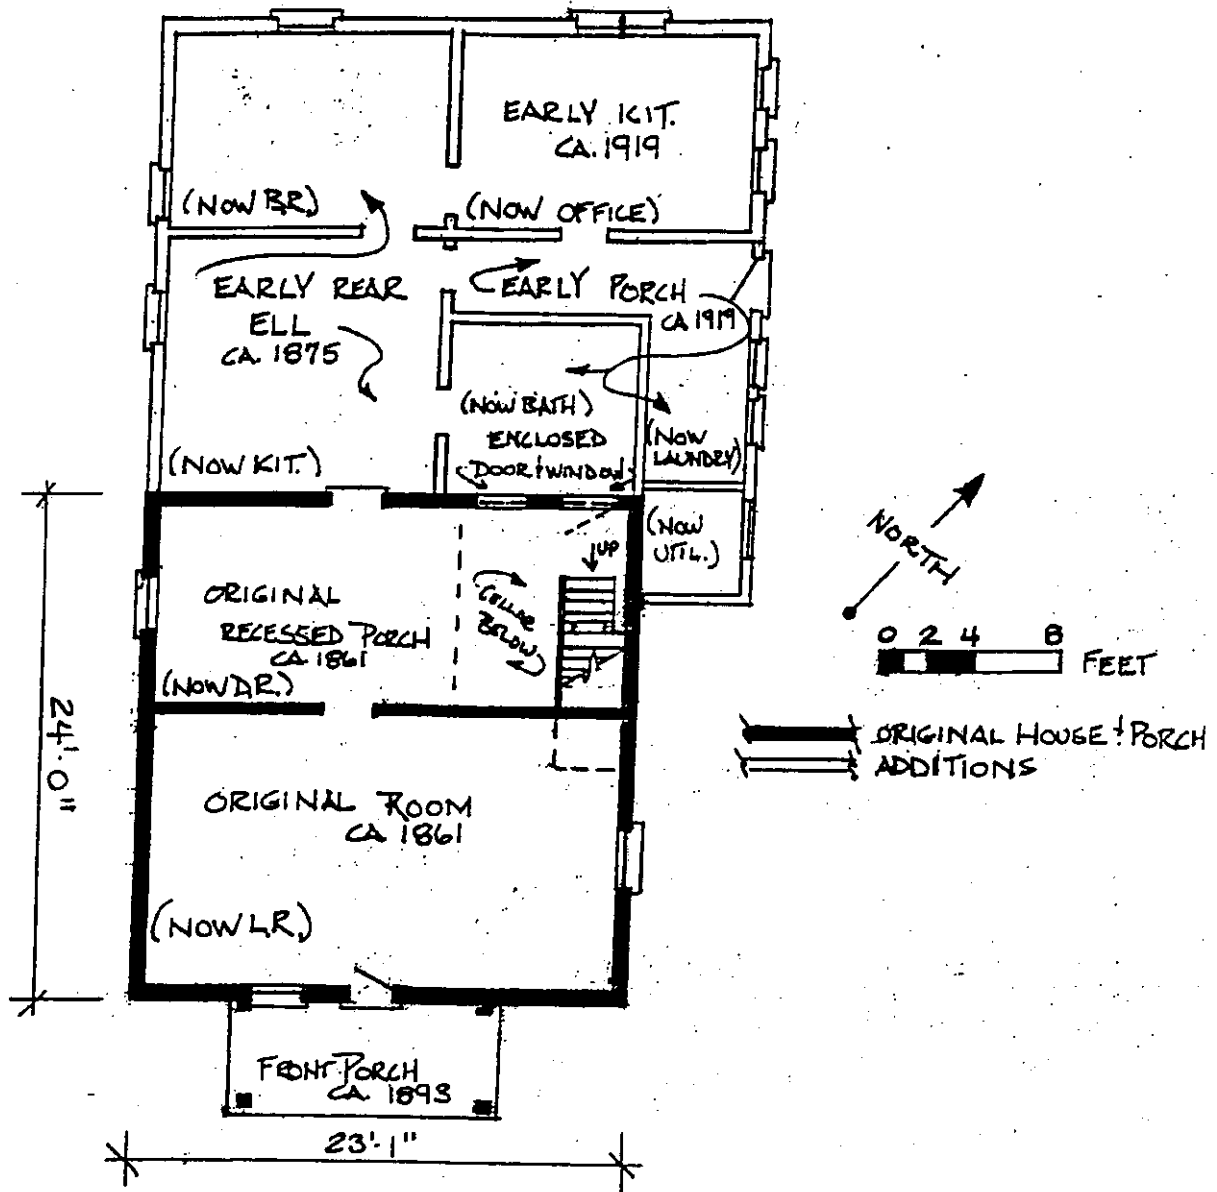 EARLY KIT.
CA. 1919
(NOW B.R.)
(NOW OFFICE)
EARLY REAR
ELL
CA. 1875
EARLY PORCH
CA 1919
(NOW BATH)
ENCLOSED
DOOR & WINDOW
(NOW
LAUNDRY)
(NOW KIT.)
(NOW
UTIL.)
UP
CELLAR
BELOW
ORIGINAL
RECESSED PORCH
CA 1861
(NOW D.R.)
NORTH
0 2 4 8
FEET
ORIGINAL HOUSE & PORCH
ADDITIONS
24'-0"
ORIGINAL ROOM
CA 1861
(NOW L.R.)
FRONT PORCH
CA. 1893
23'-1"